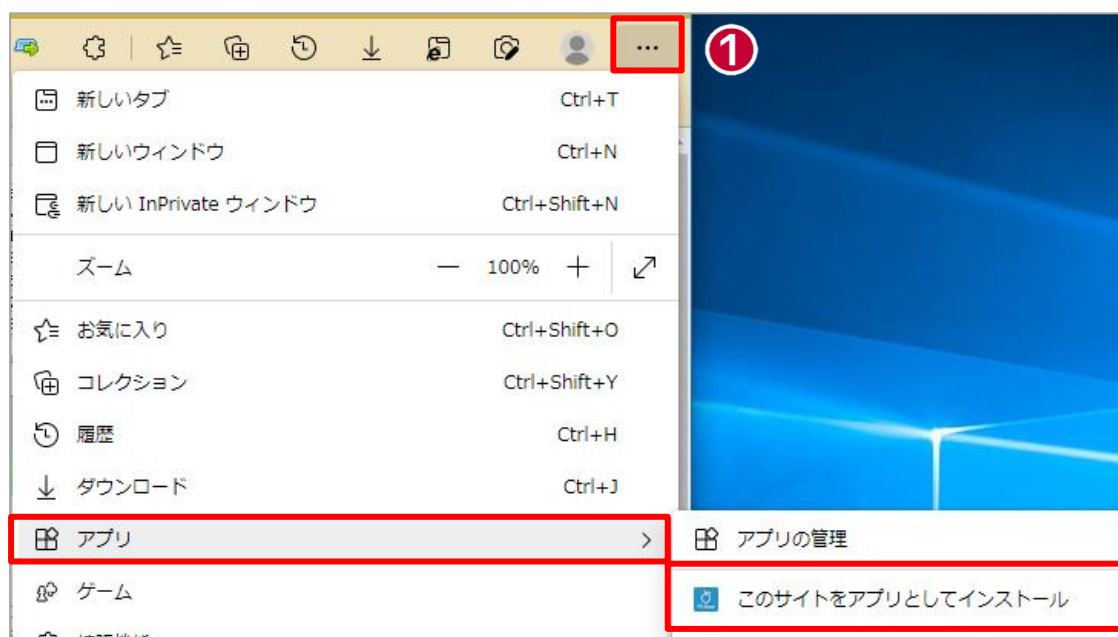 1
新しいタブ Ctrl+T
新しいウィンドウ Ctrl+N
新しい InPrivate ウィンドウ Ctrl+Shift+N
ズーム 100%
お気に入り Ctrl+Shift+O
コレクション Ctrl+Shift+Y
履歴 Ctrl+H
ダウンロード Ctrl+J
アプリ
アプリの管理
このサイトをアプリとしてインストール
ゲーム